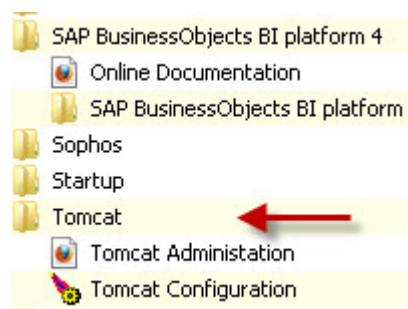 SAP BusinessObjects BI platform 4
Online Documentation
SAP BusinessObjects BI platform
Sophos
Startup
Tomcat
Tomcat Administation
Tomcat Configuration